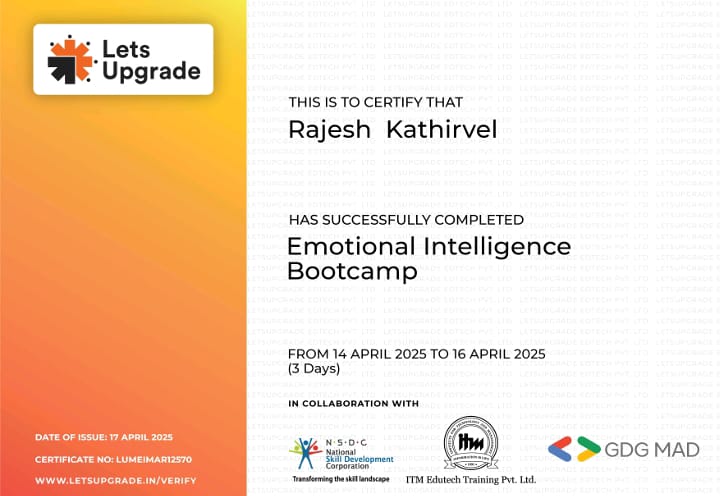 Lets
Upgrade
THIS IS TO CERTIFY THAT
Rajesh Kathirvel
HAS SUCCESSFULLY COMPLETED
Emotional Intelligence
Bootcamp
FROM 14 APRIL 2025 TO 16 APRIL 2025
(3 Days)
IN COLLABORATION WITH
DATE OF ISSUE: 17 APRIL 2025
CERTIFICATE NO: LUMEIMAR12570
WWW.LETSUPGRADE.IN/VERIFY
N·S·D·C
National
Skill Development
Corporation
Transforming the skill landscape
itm
ITM Edutech Training Pvt. Ltd.
GDG MAD